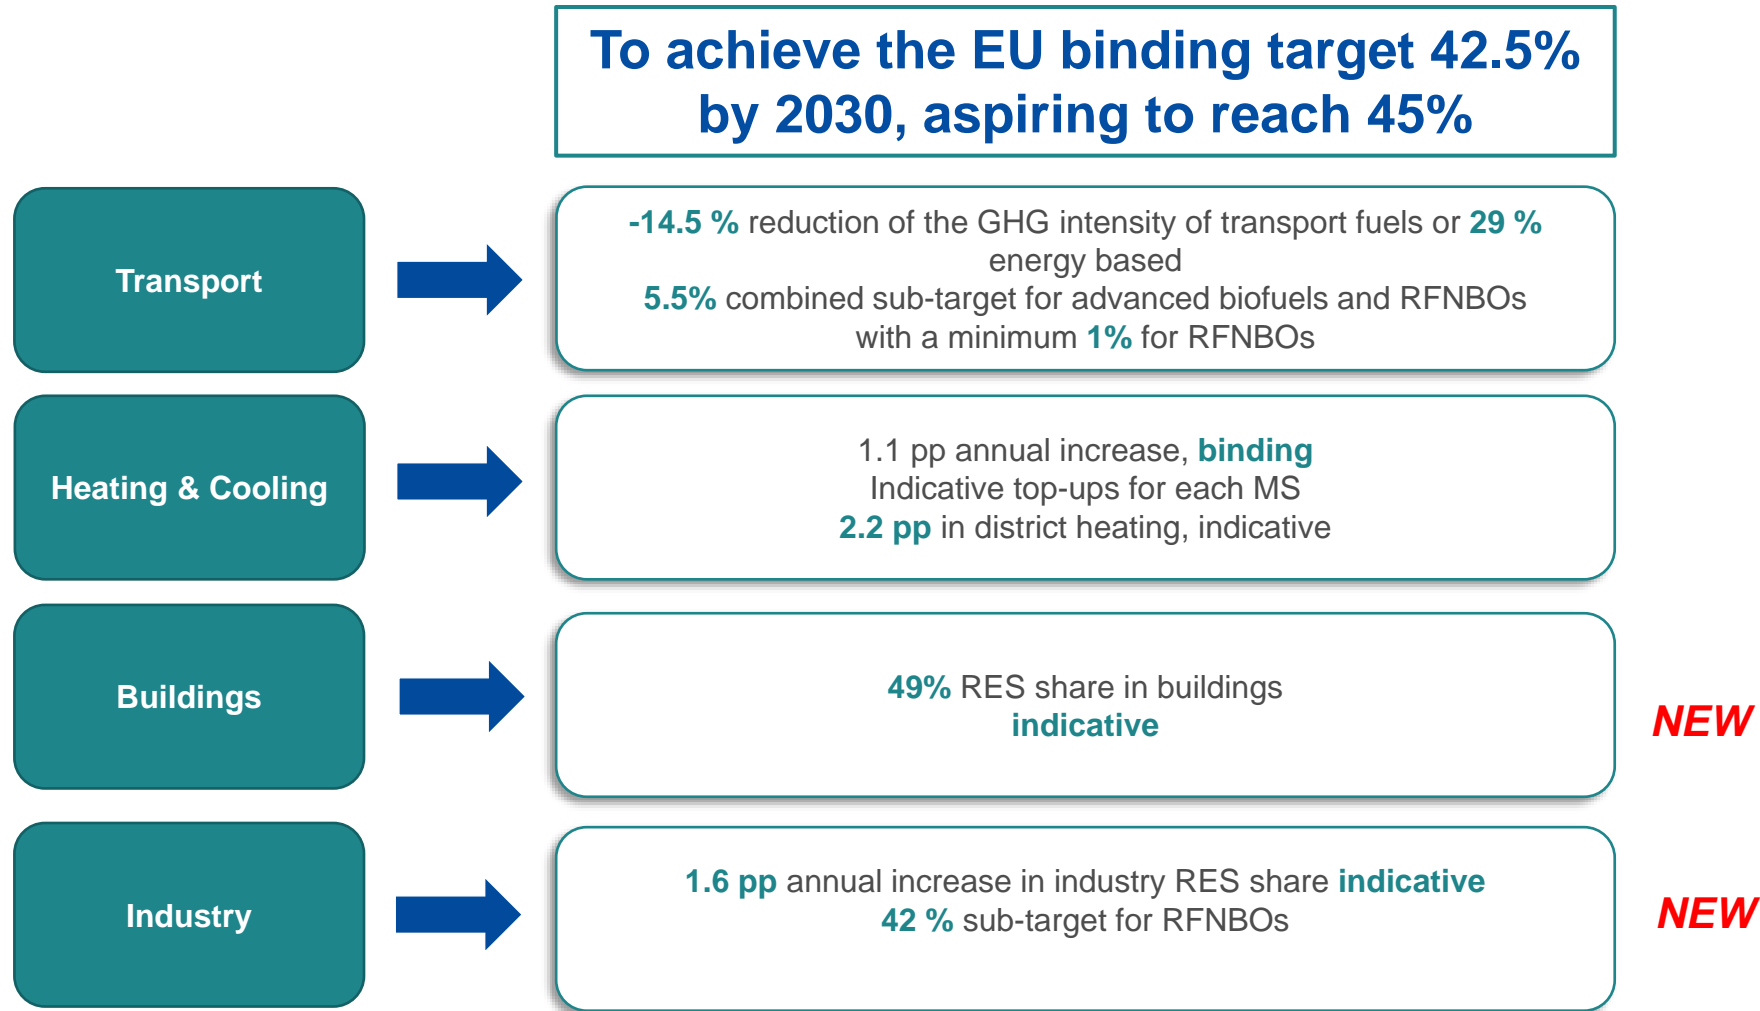 To achieve the EU binding target 42.5%
by 2030, aspiring to reach 45%
Transport
-14.5 % reduction of the GHG intensity of transport fuels or 29 %
energy based
5.5% combined sub-target for advanced biofuels and RFNBOs
with a minimum 1% for RFNBOs
Heating & Cooling
1.1 pp annual increase, binding
Indicative top-ups for each MS
2.2 pp in district heating, indicative
Buildings
49% RES share in buildings
indicative
NEW
Industry
1.6 pp annual increase in industry RES share indicative
42 % sub-target for RFNBOs
NEW